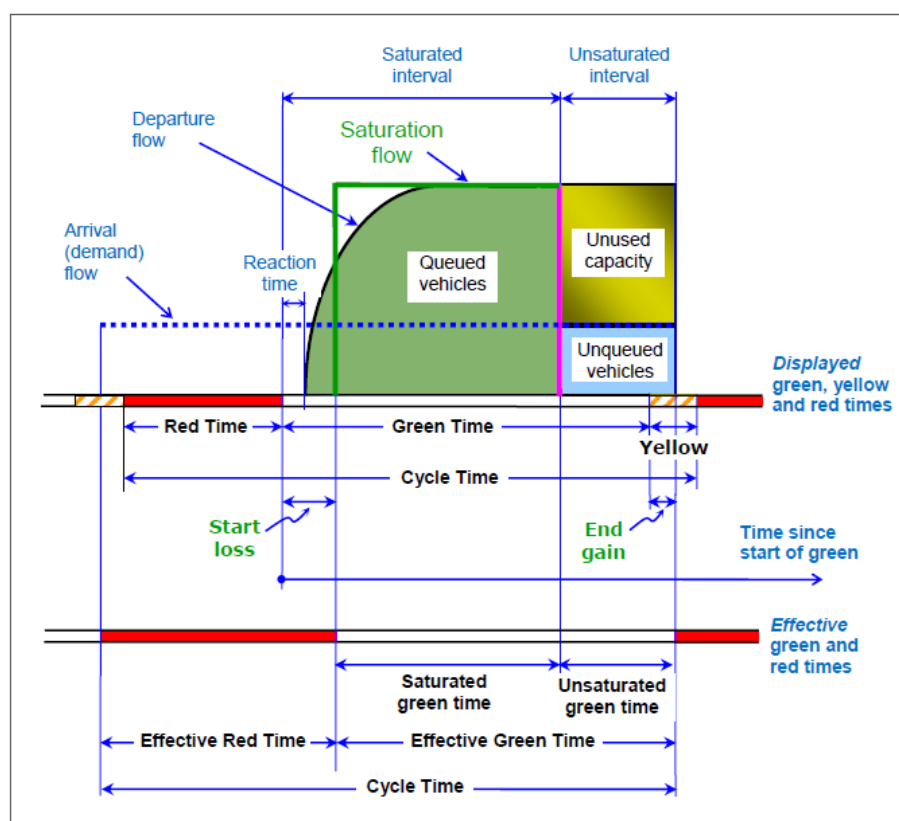 Saturated
interval
Unsaturated
interval
Departure
flow
Saturation
flow
Arrival
(demand)
flow
Reaction
time
Queued
vehicles
Unused
capacity
Unqueued
vehicles
Displayed
green, yellow
and red times
Red Time
Green Time
Yellow
Cycle Time
Start
loss
End
gain
Time since
start of green
Effective
green and
red times
Saturated
green time
Unsaturated
green time
Effective Red Time
Effective Green Time
Cycle Time